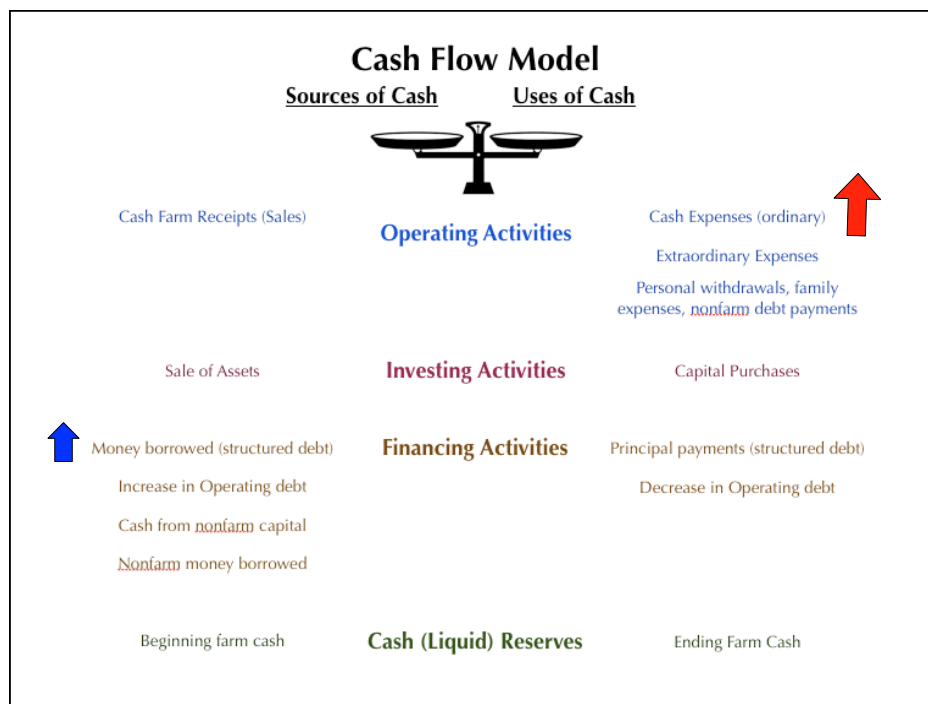 Cash Flow Model
Sources of Cash Uses of Cash
Cash Farm Receipts (Sales)
Operating Activities
Cash Expenses (ordinary)
Extraordinary Expenses
Personal withdrawals, family
expenses, nonfarm debt payments
Sale of Assets
Investing Activities
Capital Purchases
Money borrowed (structured debt)
Financing Activities
Principal payments (structured debt)
Increase in Operating debt
Decrease in Operating debt
Cash from nonfarm capital
Nonfarm money borrowed
Beginning farm cash
Cash (Liquid) Reserves
Ending Farm Cash